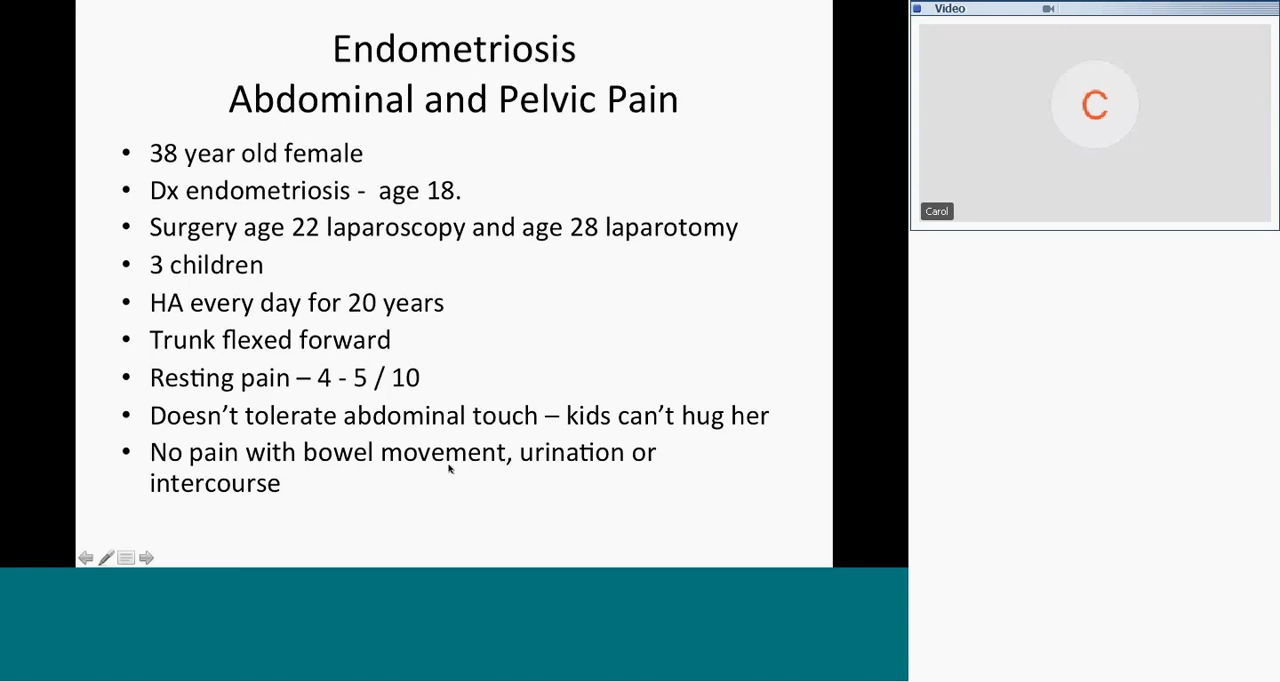 Endometriosis
Abdominal and Pelvic Pain
• 38 year old female
• Dx endometriosis -  age 18.
• Surgery age 22 laparoscopy and age 28 laparotomy
• 3 children
• HA every day for 20 years
• Trunk flexed forward
• Resting pain – 4 - 5 / 10
• Doesn’t tolerate abdominal touch – kids can’t hug her
• No pain with bowel movement, urination or
intercourse
Video
C
Carol